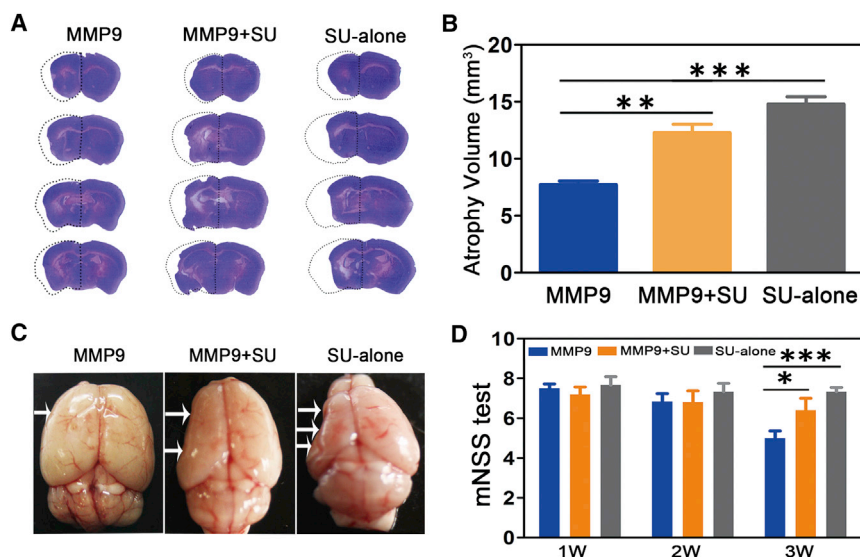 A
MMP9 MMP9+SU SU-alone
B
Atrophy Volume (mm³)
20
15
10
5
0
***
**
MMP9 MMP9+SU SU-alone
C
MMP9 MMP9+SU SU-alone
D
mNSS test
10
8
6
4
2
0
MMP9 MMP9+SU SU-alone
***
*
1W 2W 3W